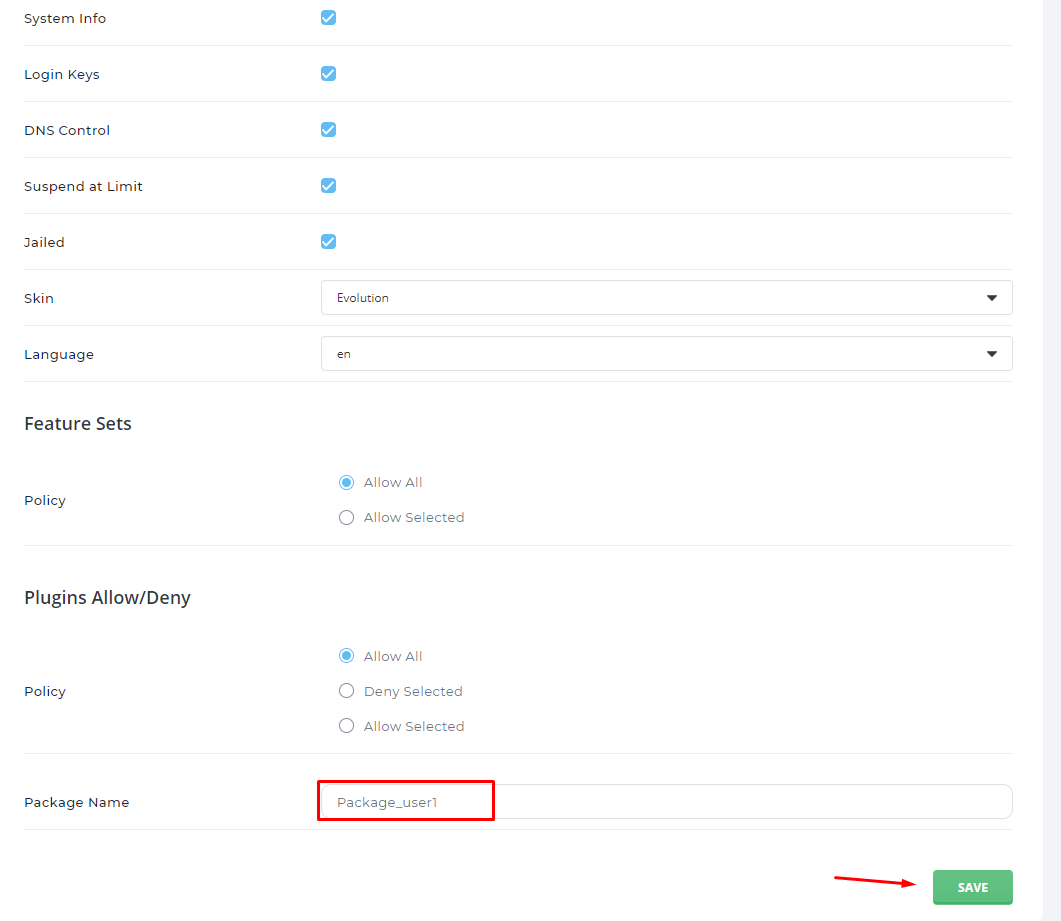 System Info
Login Keys
DNS Control
Suspend at Limit
Jailed
Skin
Evolution
Language
en
Feature Sets
Policy
Allow All
Allow Selected
Plugins Allow/Deny
Policy
Allow All
Deny Selected
Allow Selected
Package Name
Package_user1
SAVE